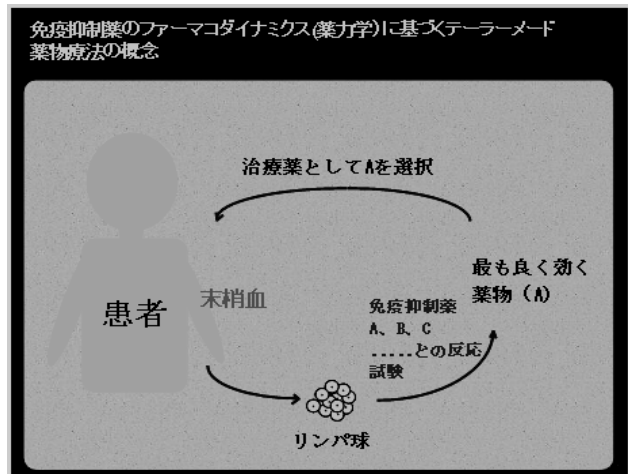 免疫抑制薬のファーマコダイナミクス(薬力学)に基づくテーラーメード
薬物療法の概念
治療薬としてAを選択
最も良く効く
薬物（A）
患者
末梢血
免疫抑制薬
A、B、C
.....との反応
試験
リンパ球